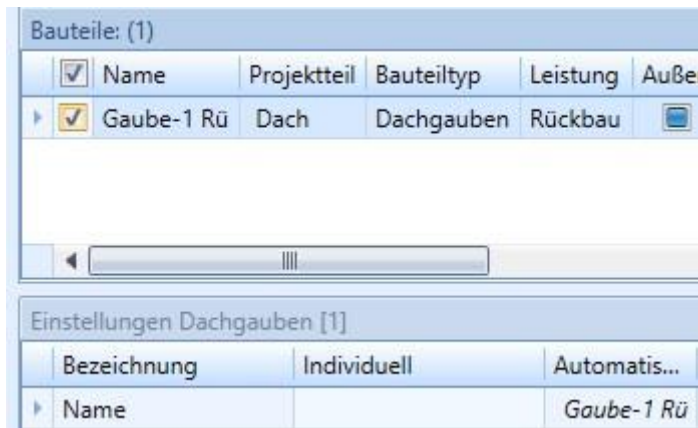 Bauteile: (1)
Name Projektteil Bauteiltyp Leistung Auße
Gaube-1 Rü Dach Dachgauben Rückbau
Einstellungen Dachgauben [1]
Bezeichnung Individuell Automatis...
Name Gaube-1 Rü